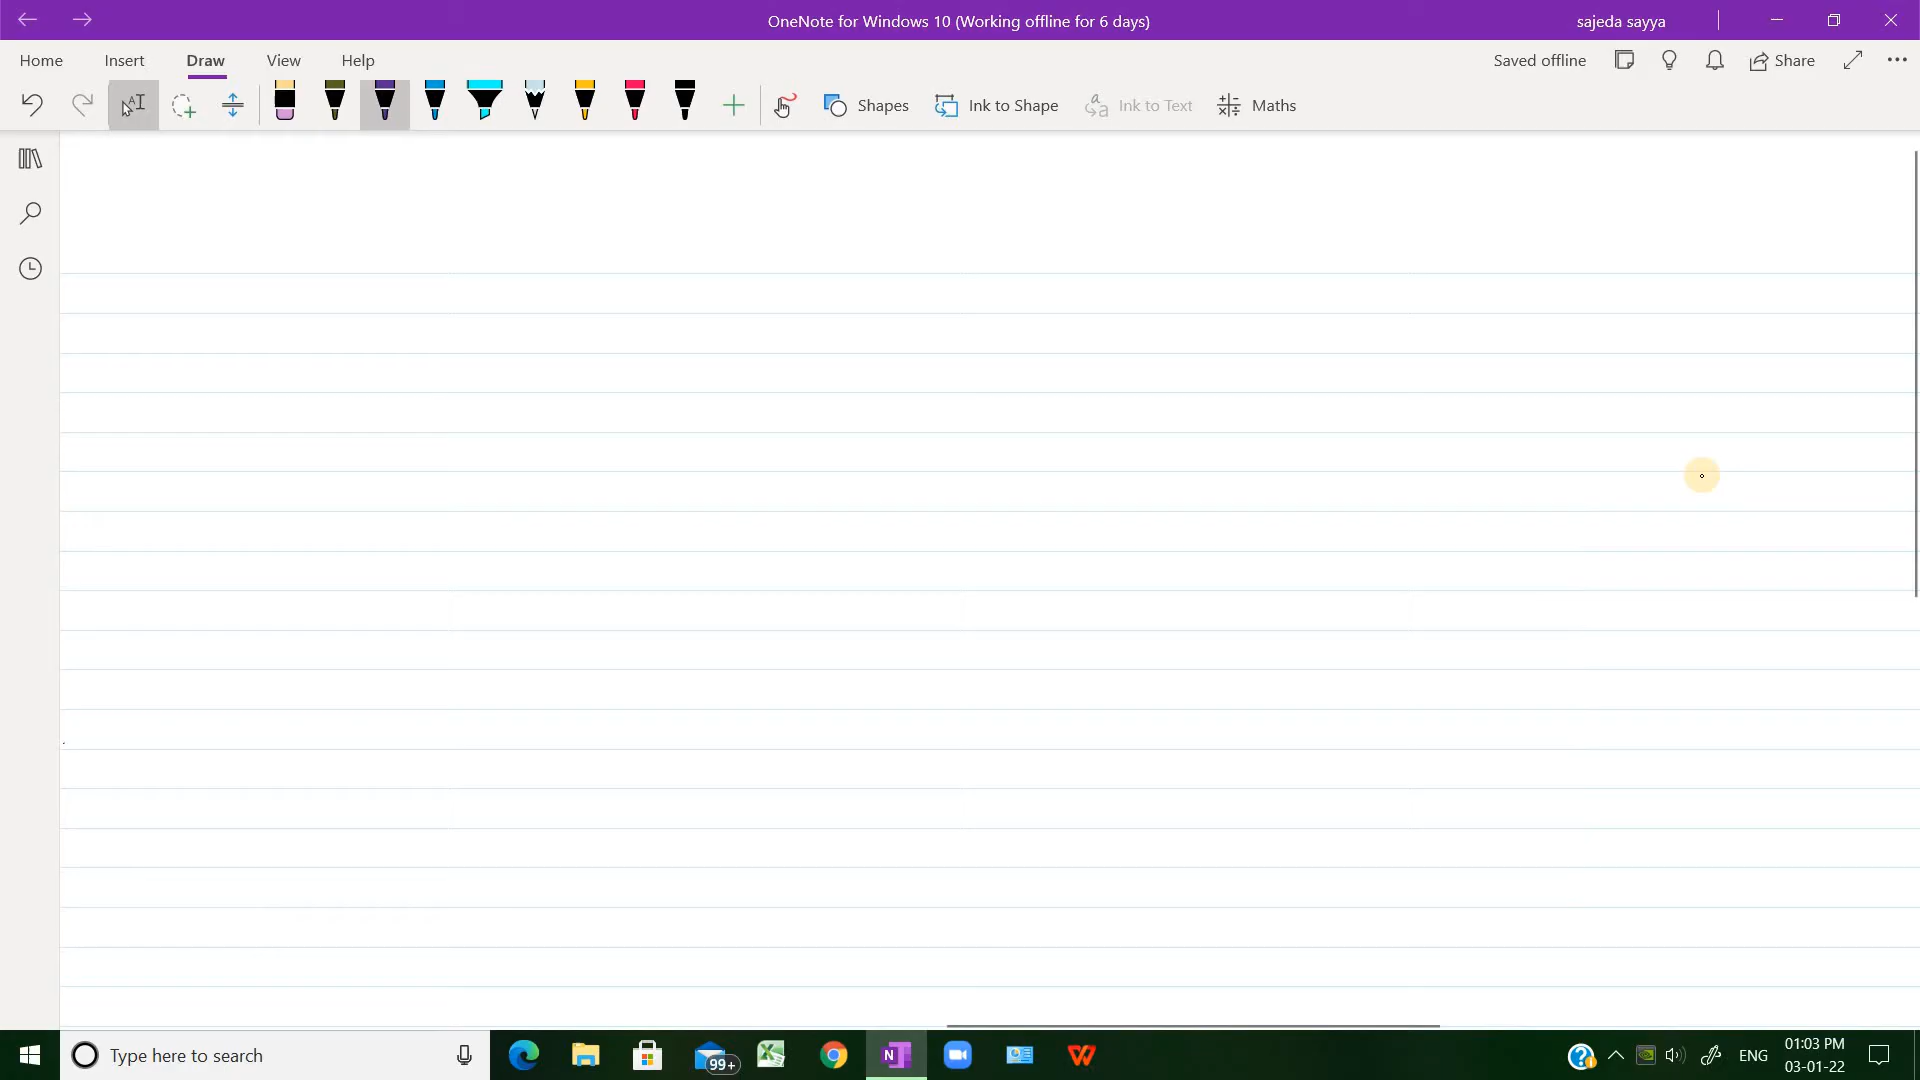 OneNote for Windows 10 (Working offline for 6 days)
sajeda sayya
Home Insert Draw View Help
Saved offline Share
Shapes Ink to Shape Ink to Text Maths
Type here to search
99+
ENG
01:03 PM
03-01-22